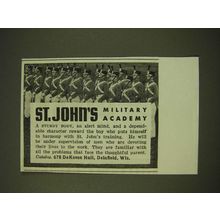 ST. JOHN'S
MILITARY
ACADEMY
A STURDY BODY, an alert mind, and a depend-
able character reward the boy who puts himself
in harmony with St. John's training. He will
be under supervision of men who are devoting
their lives to the work. They are familiar with
all the problems that face the thoughtful parent.
Catalog. 678 DeKoven Hall, Delafield, Wis.